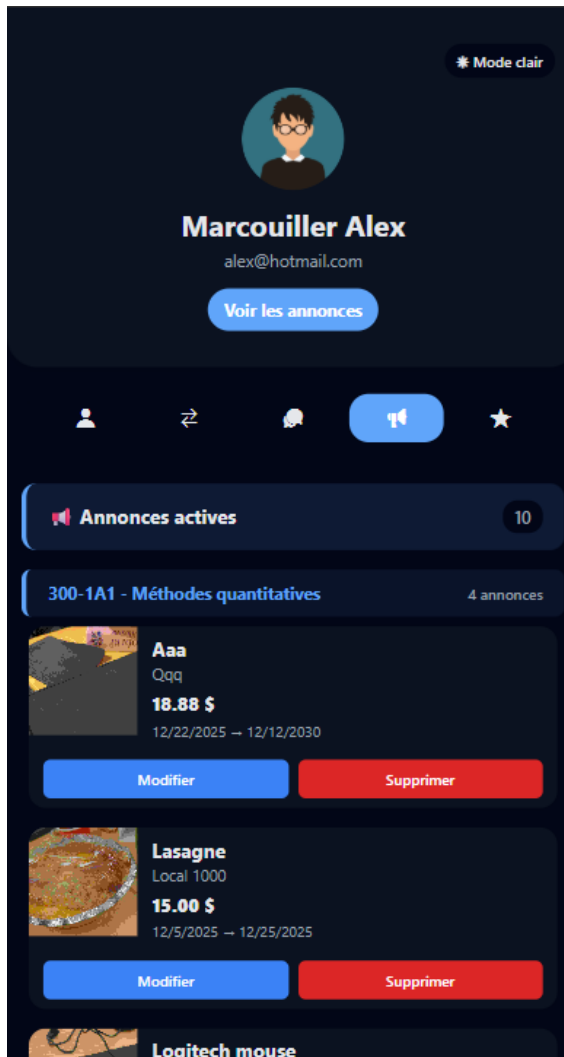 Mode clair
Marcouiller Alex
alex@hotmail.com
Voir les annonces
Annonces actives
10
300-1A1 - Méthodes quantitatives
4 annonces
Aaa
Qqq
18.88 $
12/22/2025 → 12/12/2030
Modifier
Supprimer
Lasagne
Local 1000
15.00 $
12/5/2025 → 12/25/2025
Modifier
Supprimer
Logitech mouse